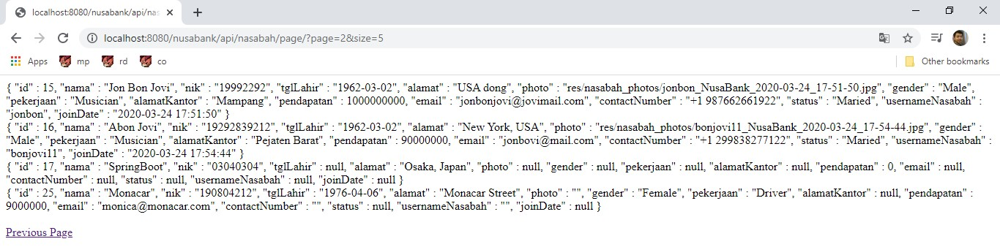 localhost:8080/nusabank/api/nas
localhost:8080/nusabank/api/nasabah/page/?page=2&size=5
Apps mp rd co Other bookmarks
{ "id" : 15, "nama" : "Jon Bon Jovi", "nik" : "19992292", "tglLahir" : "1962-03-02", "alamat" : "USA dong", "photo" : "res/nasabah_photos/jonbon_NusaBank_2020-03-24_17-51-50.jpg", "gender" : "Male",
"pekerjaan" : "Musician", "alamatKantor" : "Mampang", "pendapatan" : 1000000000, "email" : "jonbonjovi@jovimail.com", "contactNumber" : "+1 987662661922", "status" : "Maried", "usernameNasabah" :
"jonbon", "joinDate" : "2020-03-24 17:51:50" }
{ "id" : 16, "nama" : "Abon Jovi", "nik" : "19292839212", "tglLahir" : "1962-03-02", "alamat" : "New York, USA", "photo" : "res/nasabah_photos/bonjovi11_NusaBank_2020-03-24_17-54-44.jpg", "gender" :
"Male", "pekerjaan" : "Musician", "alamatKantor" : "Pejaten Barat", "pendapatan" : 90000000, "email" : "jonbovi@mail.com", "contactNumber" : "+1 299838277122", "status" : "Maried", "usernameNasabah" :
"bonjovi11", "joinDate" : "2020-03-24 17:54:44" }
{ "id" : 17, "nama" : "SpringBoot", "nik" : "03040304", "tglLahir" : null, "alamat" : "Osaka, Japan", "photo" : null, "gender" : null, "pekerjaan" : null, "alamatKantor" : null, "pendapatan" : 0, "email" : null,
"contactNumber" : null, "status" : null, "usernameNasabah" : null, "joinDate" : null }
{ "id" : 25, "nama" : "Monacar", "nik" : "190804212", "tglLahir" : "1976-04-06", "alamat" : "Monacar Street", "photo" : "", "gender" : "Female", "pekerjaan" : "Driver", "alamatKantor" : null, "pendapatan" :
9000000, "email" : "monica@monacar.com", "contactNumber" : "", "status" : null, "usernameNasabah" : "", "joinDate" : null }
Previous Page